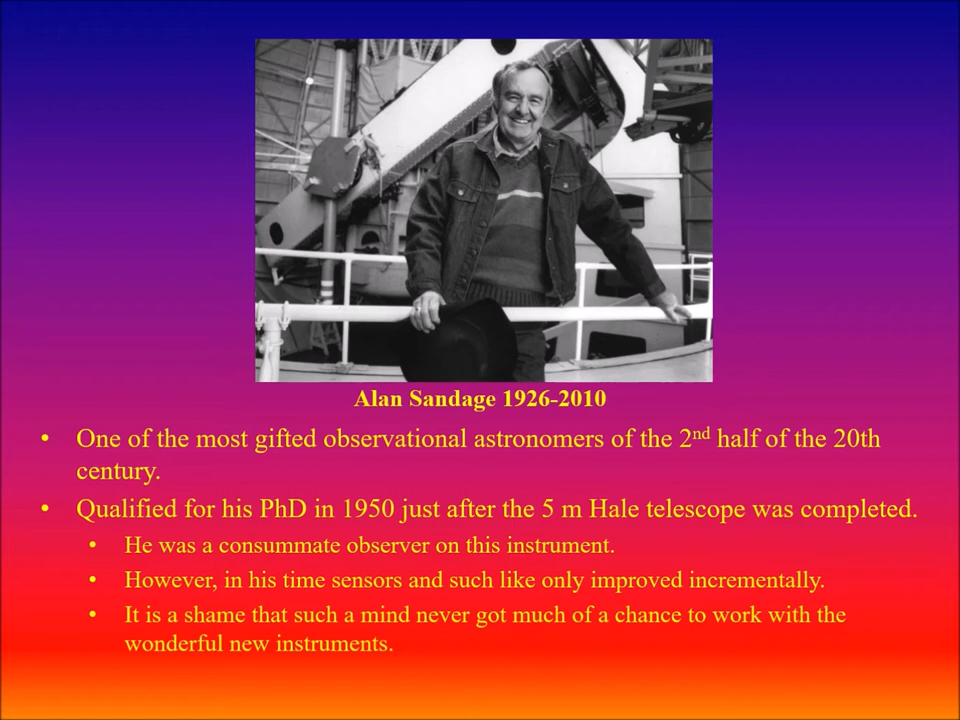 Alan Sandage 1926-2010
• One of the most gifted observational astronomers of the 2nd half of the 20th
century.
• Qualified for his PhD in 1950 just after the 5 m Hale telescope was completed.
• He was a consummate observer on this instrument.
• However, in his time sensors and such like only improved incrementally.
• It is a shame that such a mind never got much of a chance to work with the
wonderful new instruments.